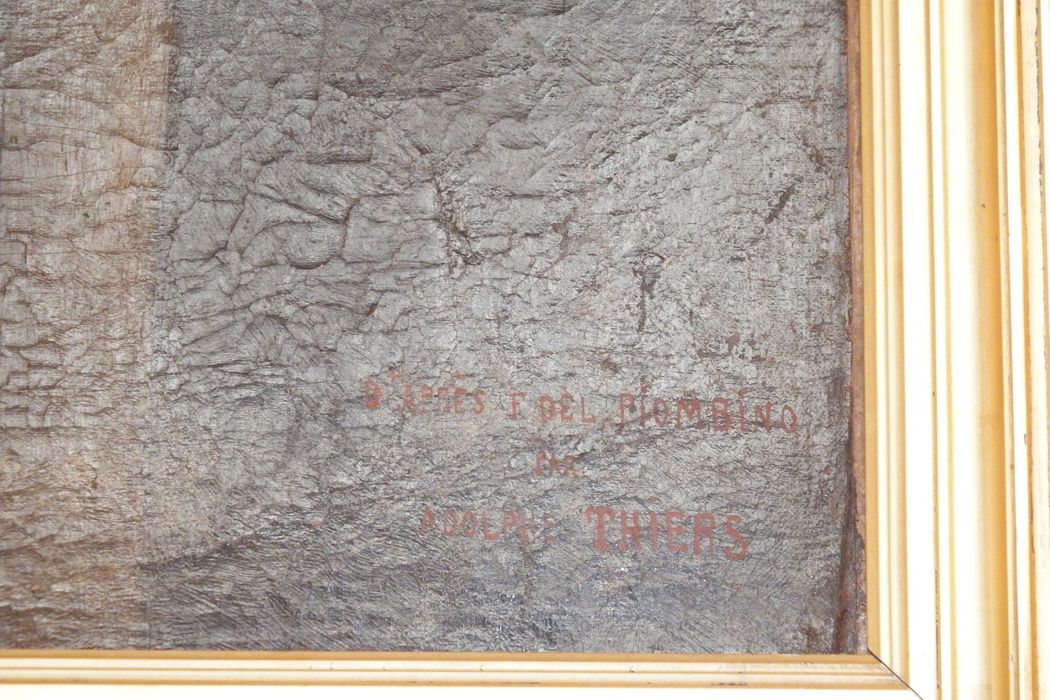 D'APRÈS F DEL PIOMBINO
PAR
ADOLPHE THIERS